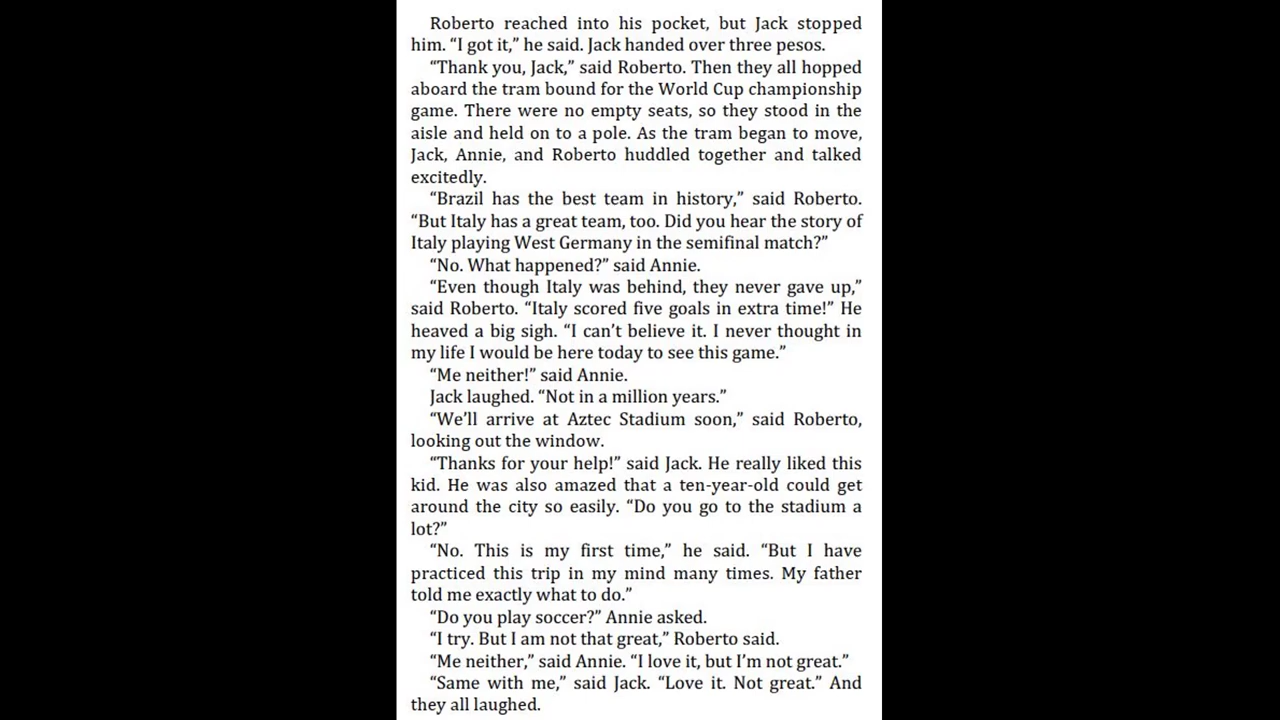 Roberto reached into his pocket, but Jack stopped
him. “I got it,” he said. Jack handed over three pesos.
“Thank you, Jack,” said Roberto. Then they all hopped
aboard the tram bound for the World Cup championship
game. There were no empty seats, so they stood in the
aisle and held on to a pole. As the tram began to move,
Jack, Annie, and Roberto huddled together and talked
excitedly.
“Brazil has the best team in history,” said Roberto.
“But Italy has a great team, too. Did you hear the story of
Italy playing West Germany in the semifinal match?”
“No. What happened?” said Annie.
“Even though Italy was behind, they never gave up,”
said Roberto. “Italy scored five goals in extra time!” He
heaved a big sigh. “I can’t believe it. I never thought in
my life I would be here today to see this game.”
“Me neither!” said Annie.
Jack laughed. “Not in a million years.”
“We’ll arrive at Aztec Stadium soon,” said Roberto,
looking out the window.
“Thanks for your help!” said Jack. He really liked this
kid. He was also amazed that a ten-year-old could get
around the city so easily. “Do you go to the stadium a
lot?”
“No. This is my first time,” he said. “But I have
practiced this trip in my mind many times. My father
told me exactly what to do.”
“Do you play soccer?” Annie asked.
“I try. But I am not that great,” Roberto said.
“Me neither,” said Annie. “I love it, but I’m not great.”
“Same with me,” said Jack. “Love it. Not great.” And
they all laughed.